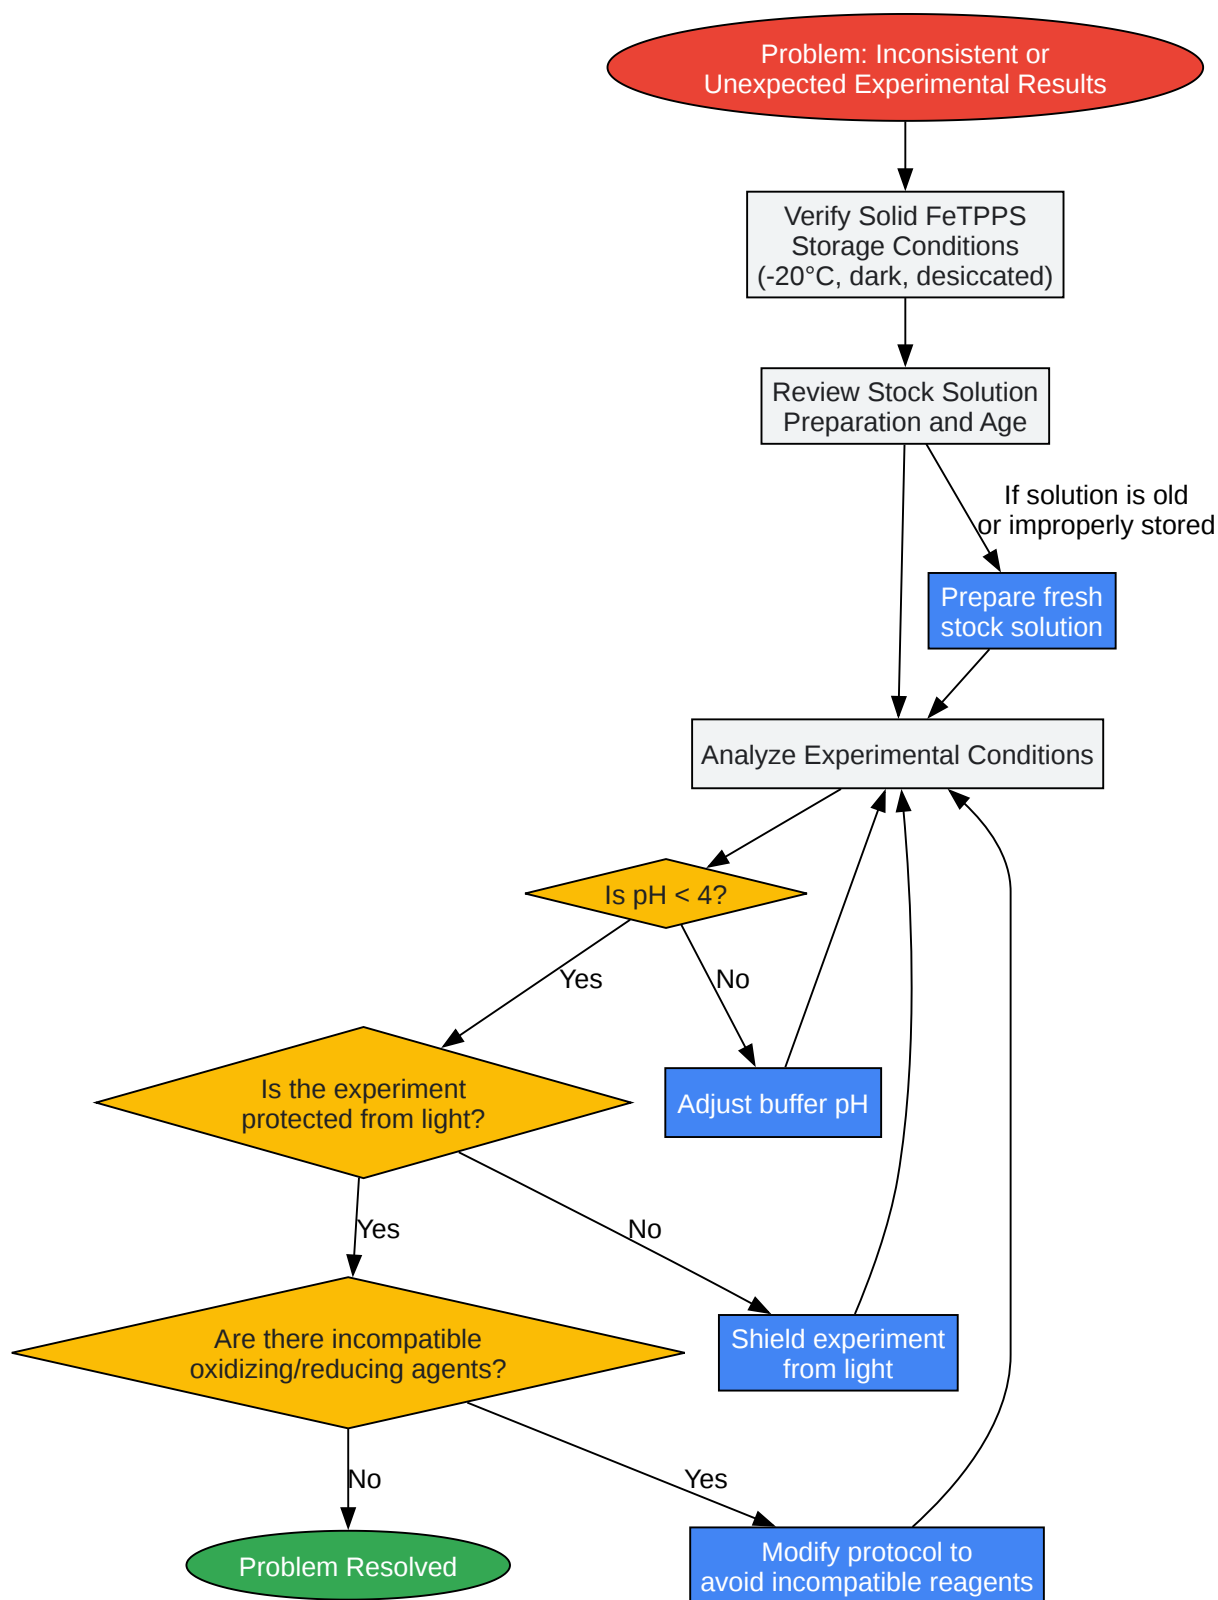 Problem: Inconsistent or
Unexpected Experimental Results
Verify Solid FeTPPS
Storage Conditions
(-20°C, dark, desiccated)
Review Stock Solution
Preparation and Age
If solution is old
or improperly stored
Prepare fresh
stock solution
Analyze Experimental Conditions
Is pH < 4?
Yes
No
Is the experiment
protected from light?
Adjust buffer pH
Yes
No
Are there incompatible
oxidizing/reducing agents?
Shield experiment
from light
No
Yes
Problem Resolved
Modify protocol to
avoid incompatible reagents